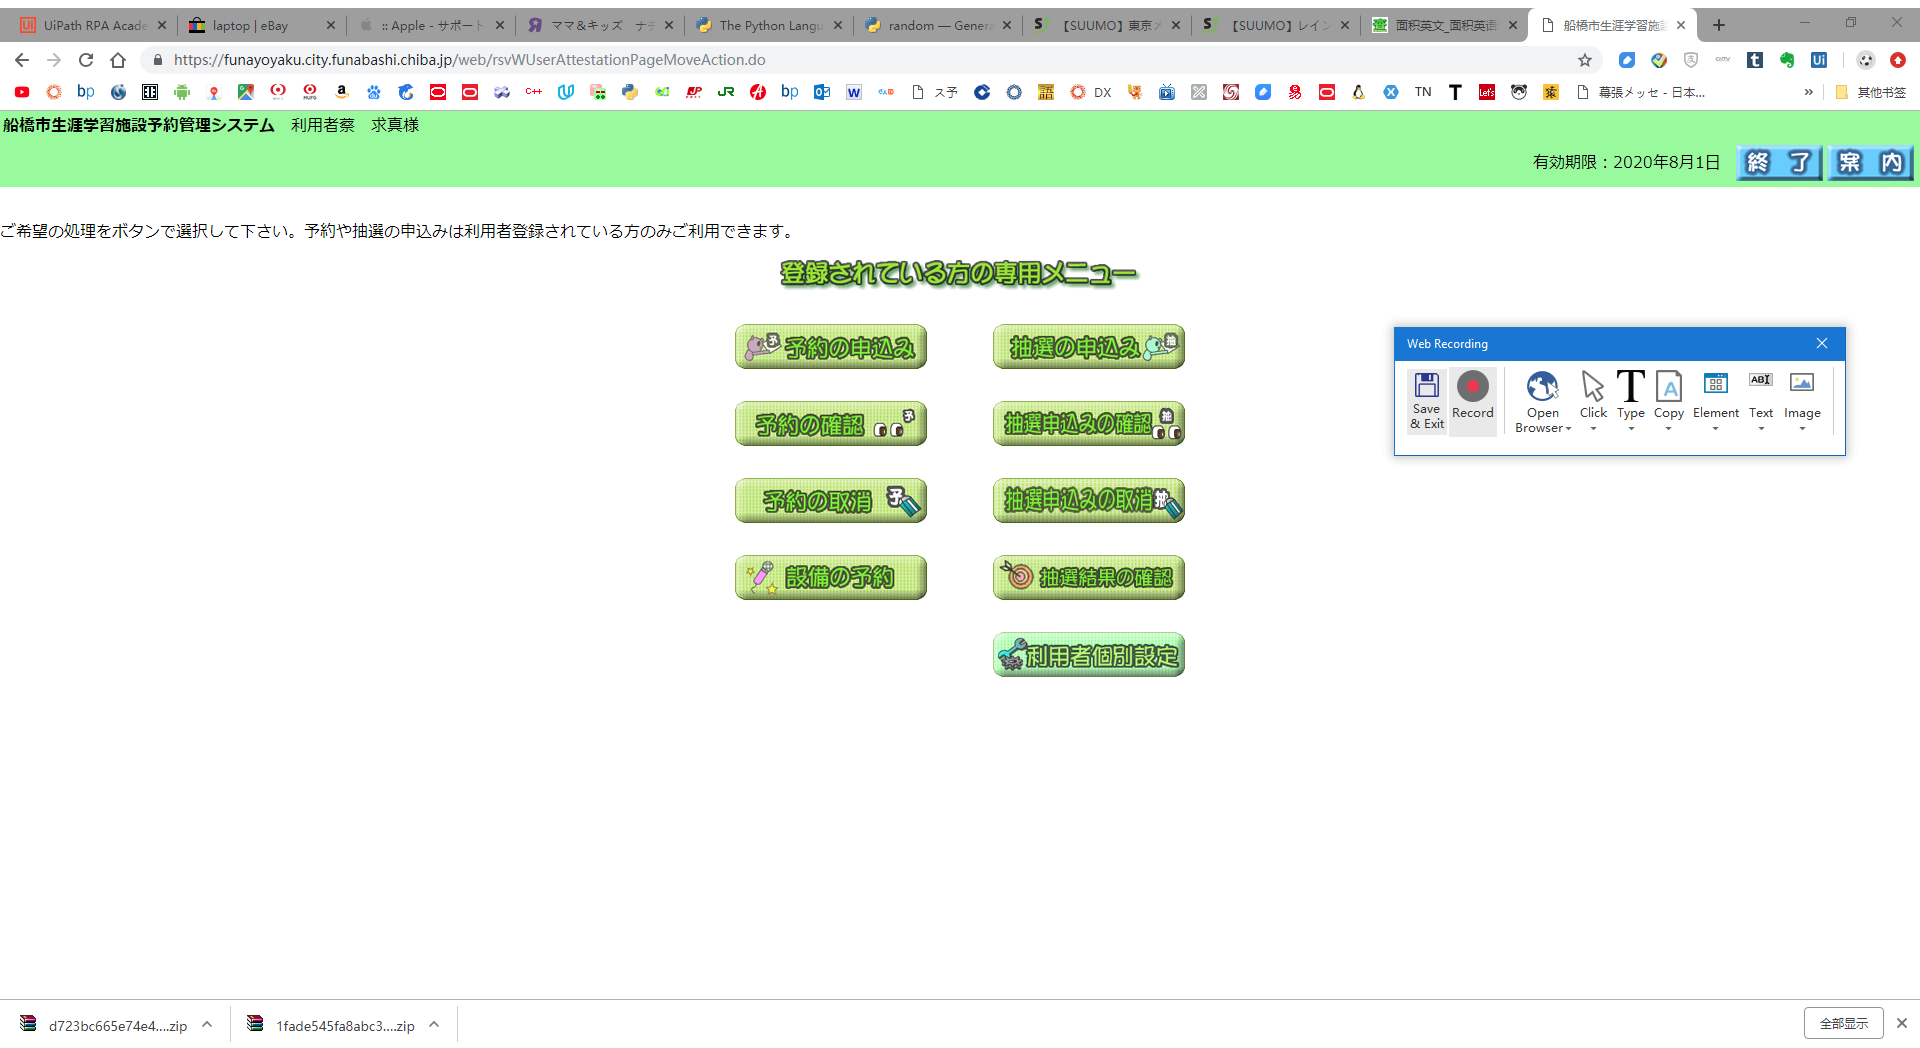 UiPath RPA Acade
laptop | eBay
:: Apple - サポート
ママ＆キッズ ナチ
The Python Langu
random — Genera
【SUUMO】東京メ
【SUUMO】レイン
面积英文_面积英语
船橋市生涯学習施設
https://funayoyaku.city.funabashi.chiba.jp/web/rsvWUserAttestationPageMoveAction.do
ス予
DX
TN
幕張メッセ - 日本...
»
其他书签
船橋市生涯学習施設予約管理システム 利用者察 求真様
有効期限：2020年8月1日
終 了
案 内
ご希望の処理をボタンで選択して下さい。予約や抽選の申込みは利用者登録されている方のみご利用できます。
登録されている方の専用メニュー
予約の申込み
抽選の申込み
予約の確認
抽選申込みの確認
予約の取消
抽選申込みの取消
設備の予約
抽選結果の確認
利用者個別設定
Web Recording
Save & Exit
Record
Open Browser
Click
Type
Copy
Element
Text
Image
d723bc665e74e4....zip
1fade545fa8abc3....zip
全部显示